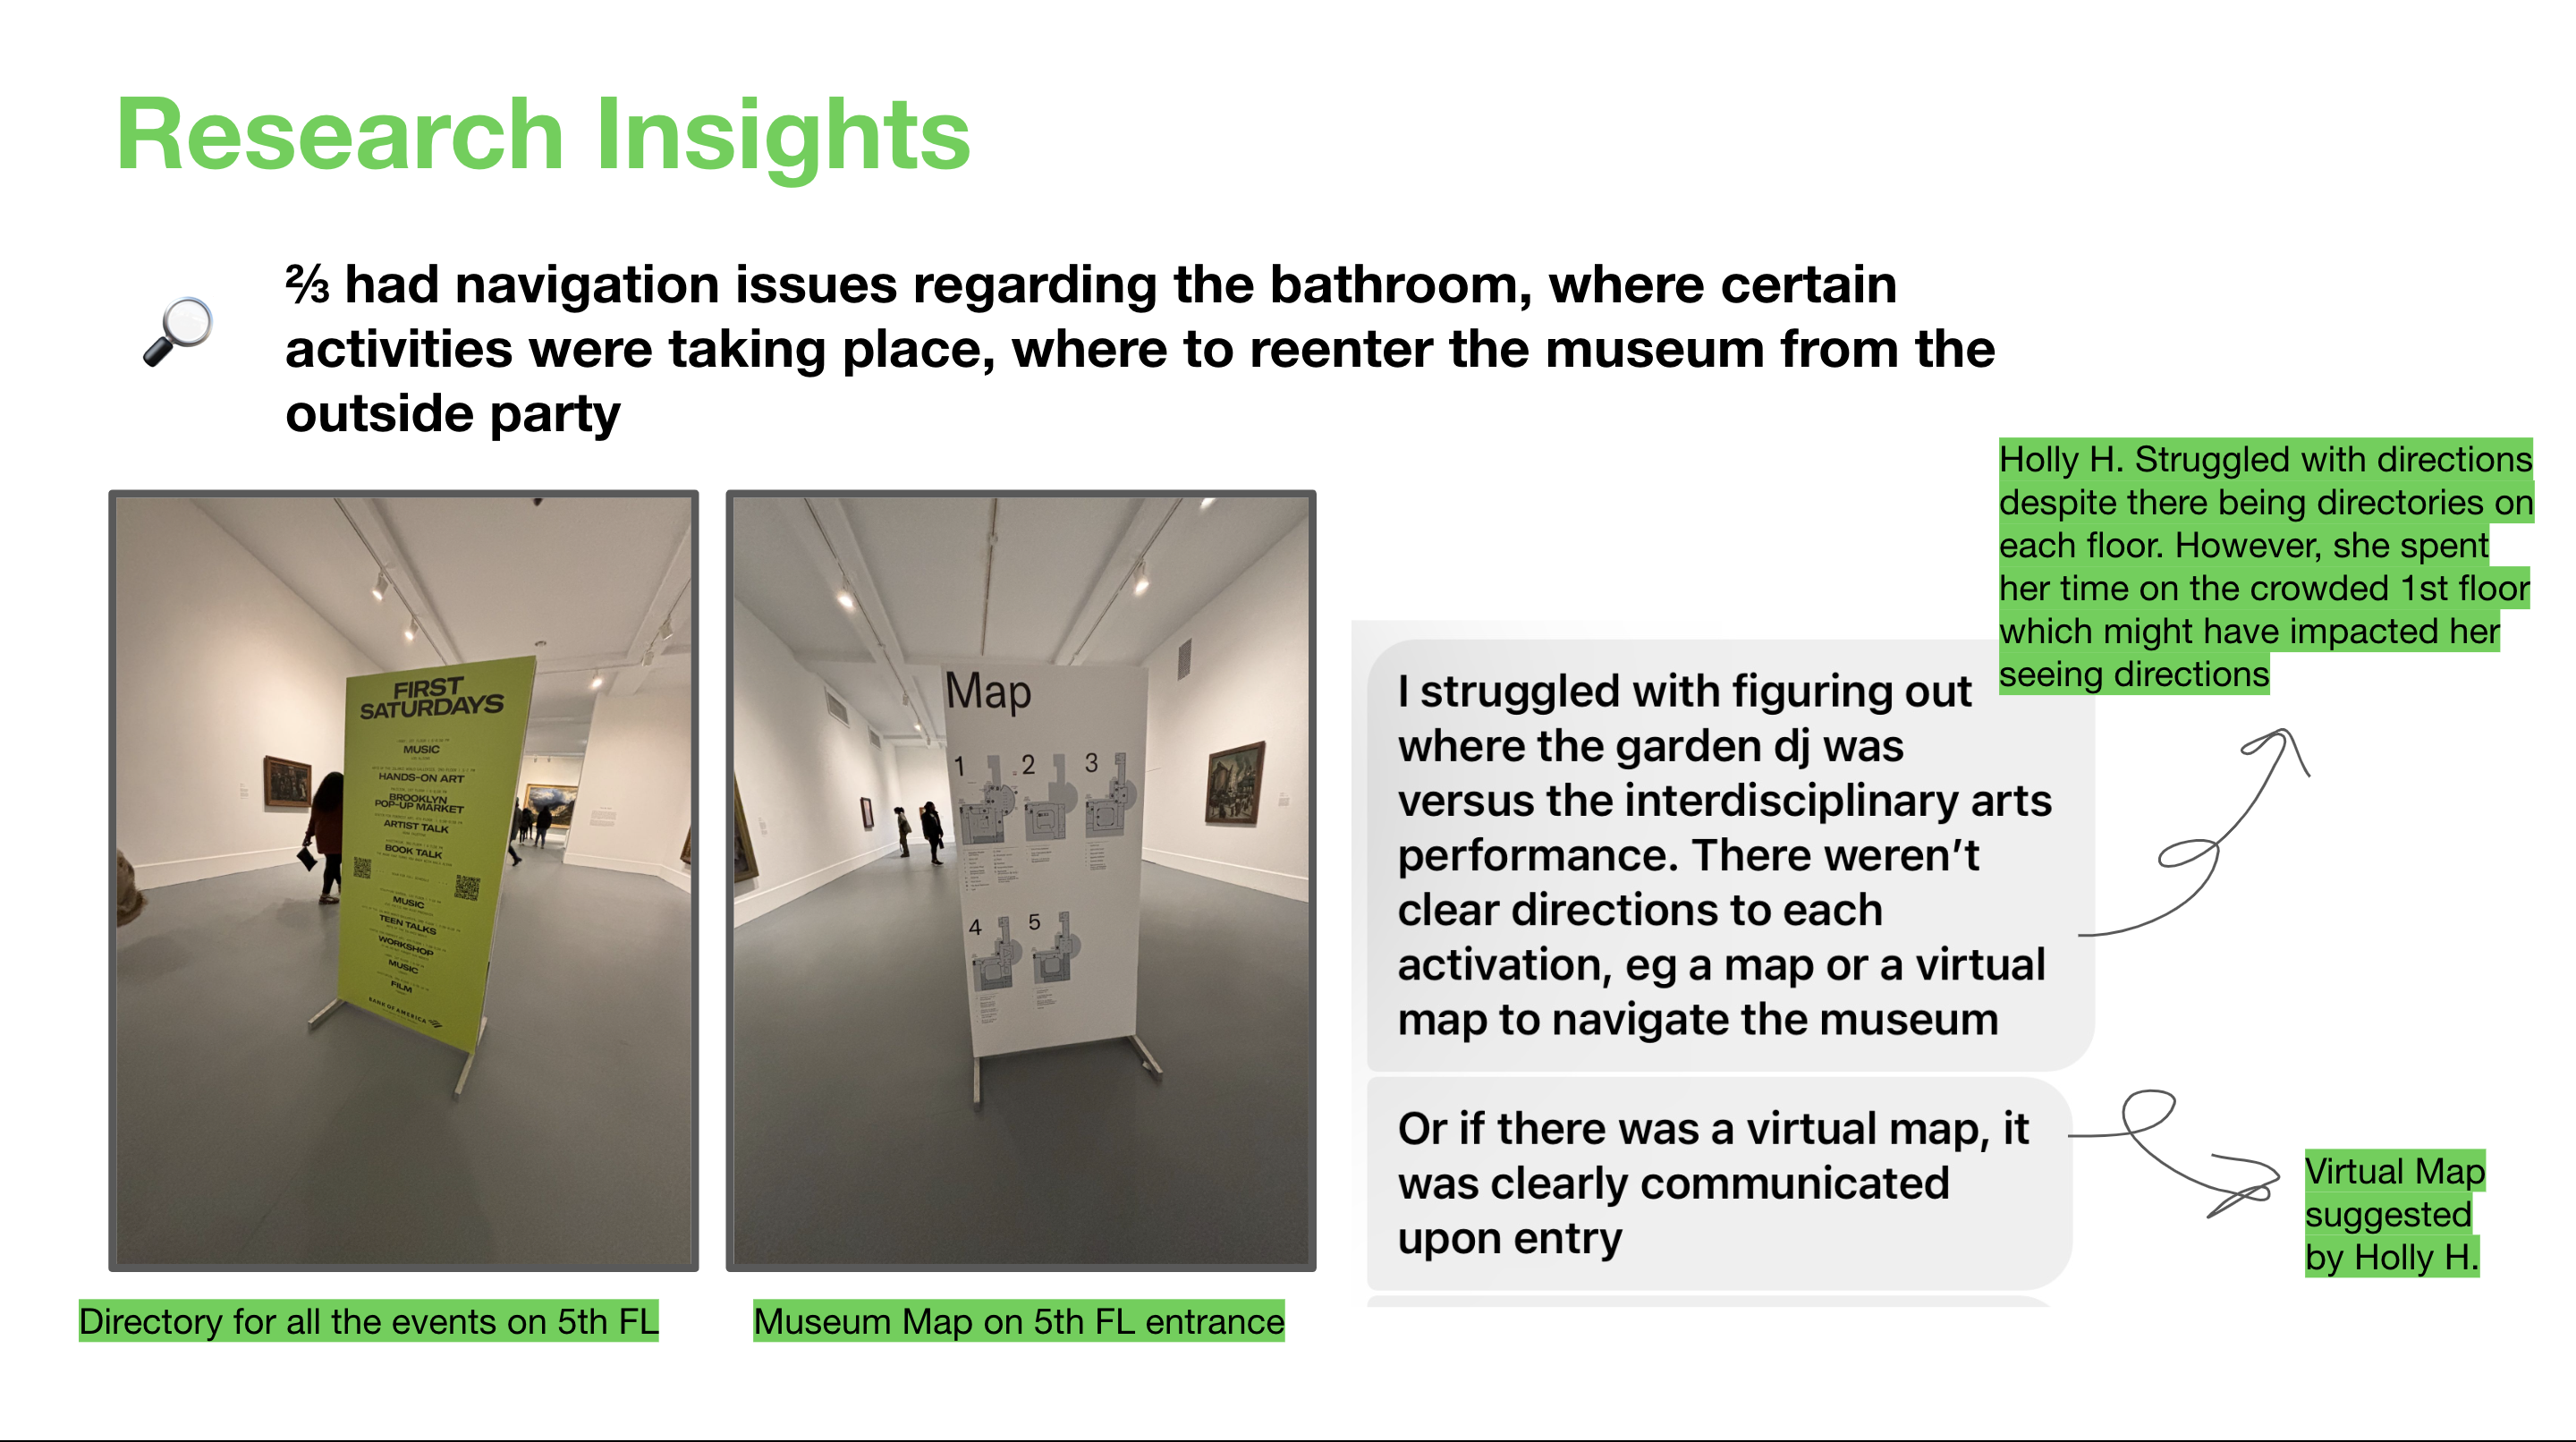 Research Insights
⅔ had navigation issues regarding the bathroom, where certain
activities were taking place, where to reenter the museum from the
outside party
Holly H. Struggled with directions
despite there being directories on
each floor. However, she spent
her time on the crowded 1st floor
which might have impacted her
seeing directions
FIRST
SATURDAYS
MUSIC
HANDS-ON ART
BROOKLYN
POP-UP MARKET
ARTIST TALK
BOOK TALK
MUSIC
TEEN TALKS
WORKSHOP
MUSIC
FILM
BANK OF AMERICA
Map
1 2 3
4 5
I struggled with figuring out
where the garden dj was
versus the interdisciplinary arts
performance. There weren’t
clear directions to each
activation, eg a map or a virtual
map to navigate the museum
Or if there was a virtual map, it
was clearly communicated
upon entry
Virtual Map
suggested
by Holly H.
Directory for all the events on 5th FL
Museum Map on 5th FL entrance